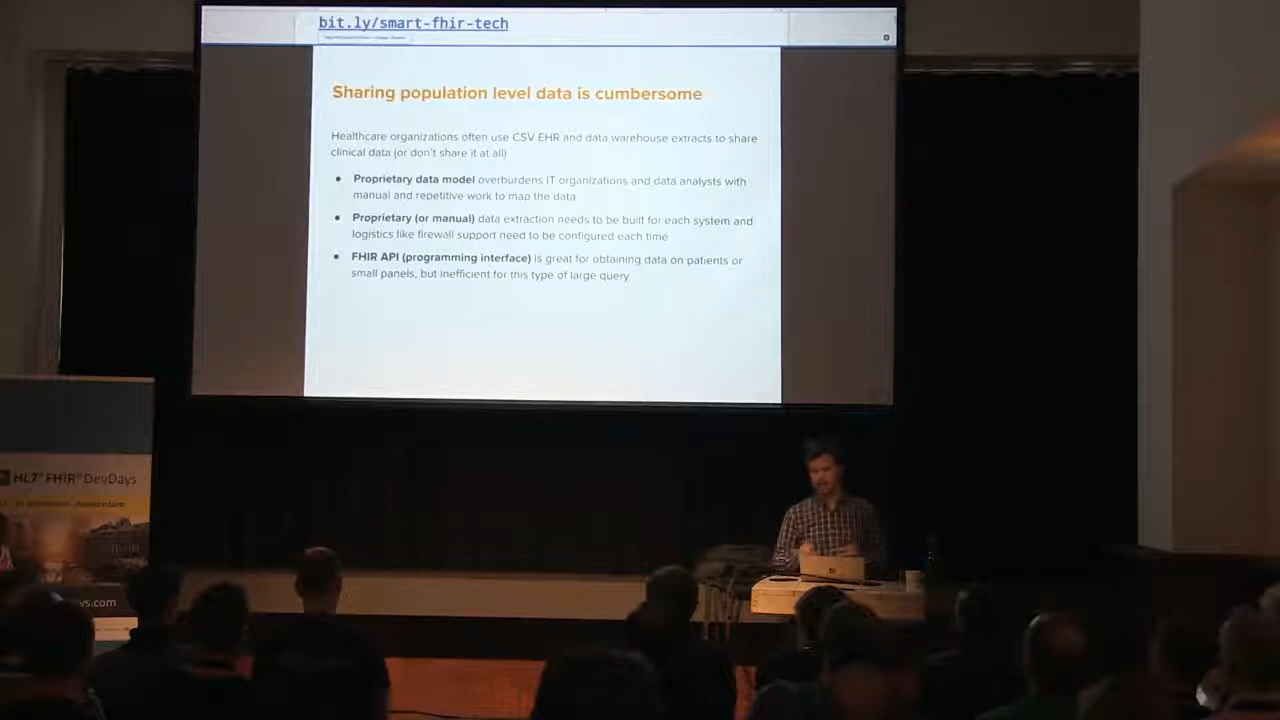 bit.ly/smart-fhir-tech
Sharing population level data is cumbersome
Healthcare organizations often use CSV EHR and data warehouse extracts to share
clinical data (or don't share it at all)
• Proprietary data model overburdens IT organizations and data analysts with
manual and repetitive work to map the data
• Proprietary (or manual) data extraction needs to be built for each system and
logistics like firewall support need to be configured each time
• FHIR API (programming interface) is great for obtaining data on patients or
small panels, but inefficient for this type of large query
HL7® FHIR® DevDays
Amsterdam
ys.com